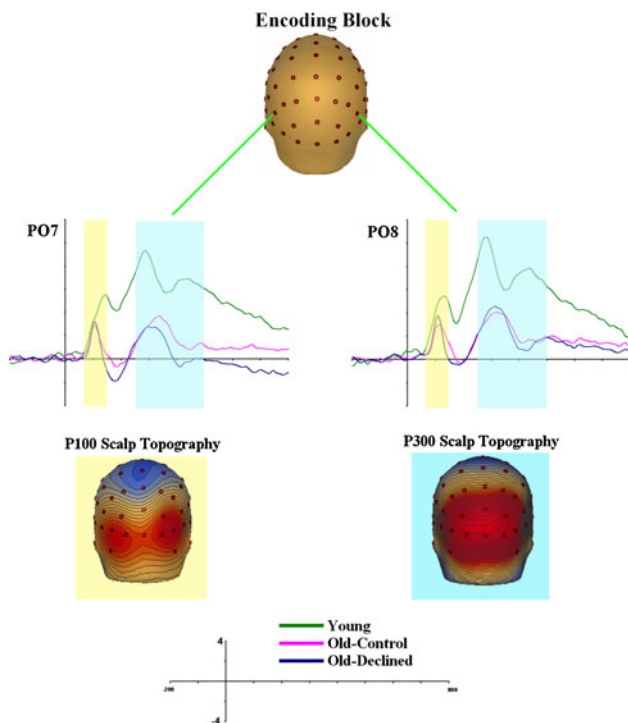 Encoding Block
PO7
PO8
P100 Scalp Topography
P300 Scalp Topography
Young
Old-Control
Old-Declined
4
-200
800
-4